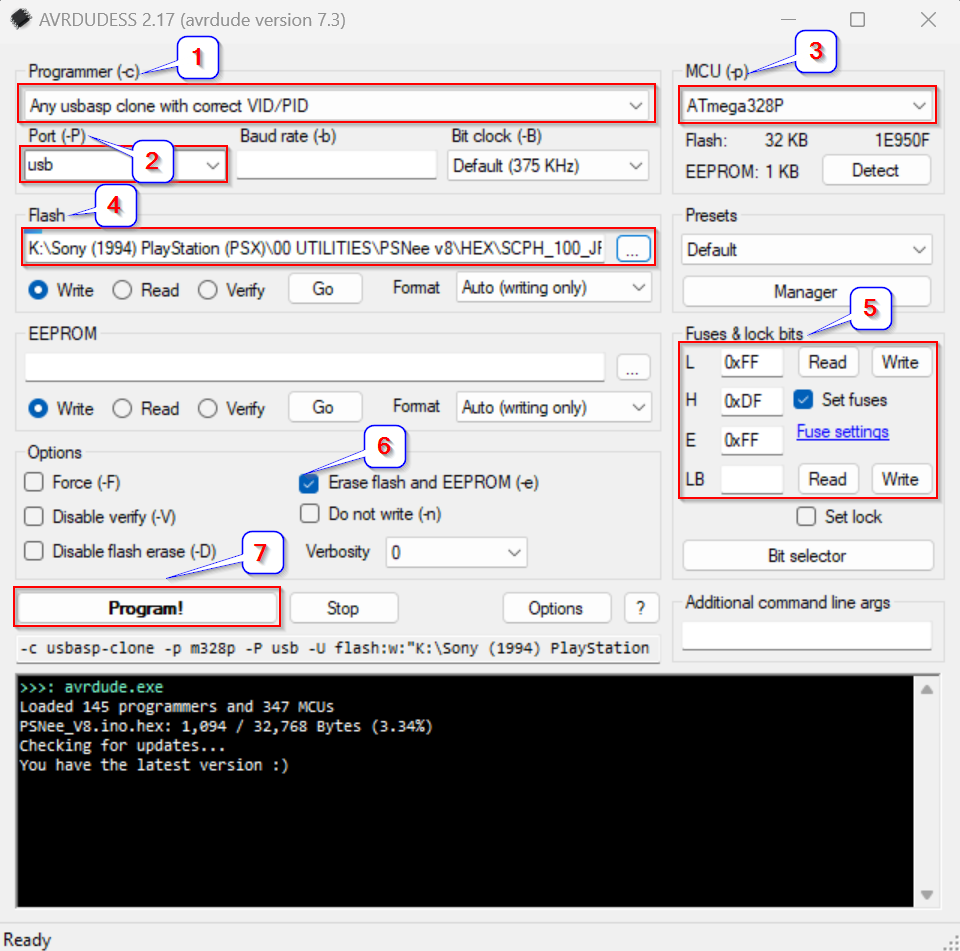 AVRDUDESS 2.17 (avrdude version 7.3)
1
3
Programmer (-c)
MCU (-p)
Any usbasp clone with correct VID/PID
ATmega328P
Port (-P)
Baud rate (-b)
Bit clock (-B)
Flash: 32 KB 1E950F
2
usb
Default (375 KHz)
EEPROM: 1 KB
Detect
4
Flash
Presets
K:\Sony (1994) PlayStation (PSX)\00 UTILITIES\PSNee v8\HEX\SCPH_100_JF
...
Default
Write Read Verify Go Format Auto (writing only)
Manager
5
EEPROM
Fuses & lock bits
L 0xFF Read Write
...
H 0xDF Set fuses
Write Read Verify Go Format Auto (writing only)
E 0xFF Fuse settings
6
Options
LB Read Write
Force (-F)
Erase flash and EEPROM (-e)
Disable verify (-V)
Do not write (-n)
Set lock
7
Disable flash erase (-D)
Verbosity 0
Bit selector
Program! Stop Options ?
Additional command line args
-c usbasp-clone -p m328p -P usb -U flash:w:"K:\Sony (1994) PlayStation
>>>: avrdude.exe
Loaded 145 programmers and 347 MCUs
PSNee_V8.ino.hex: 1,094 / 32,768 Bytes (3.34%)
Checking for updates...
You have the latest version :)
Ready